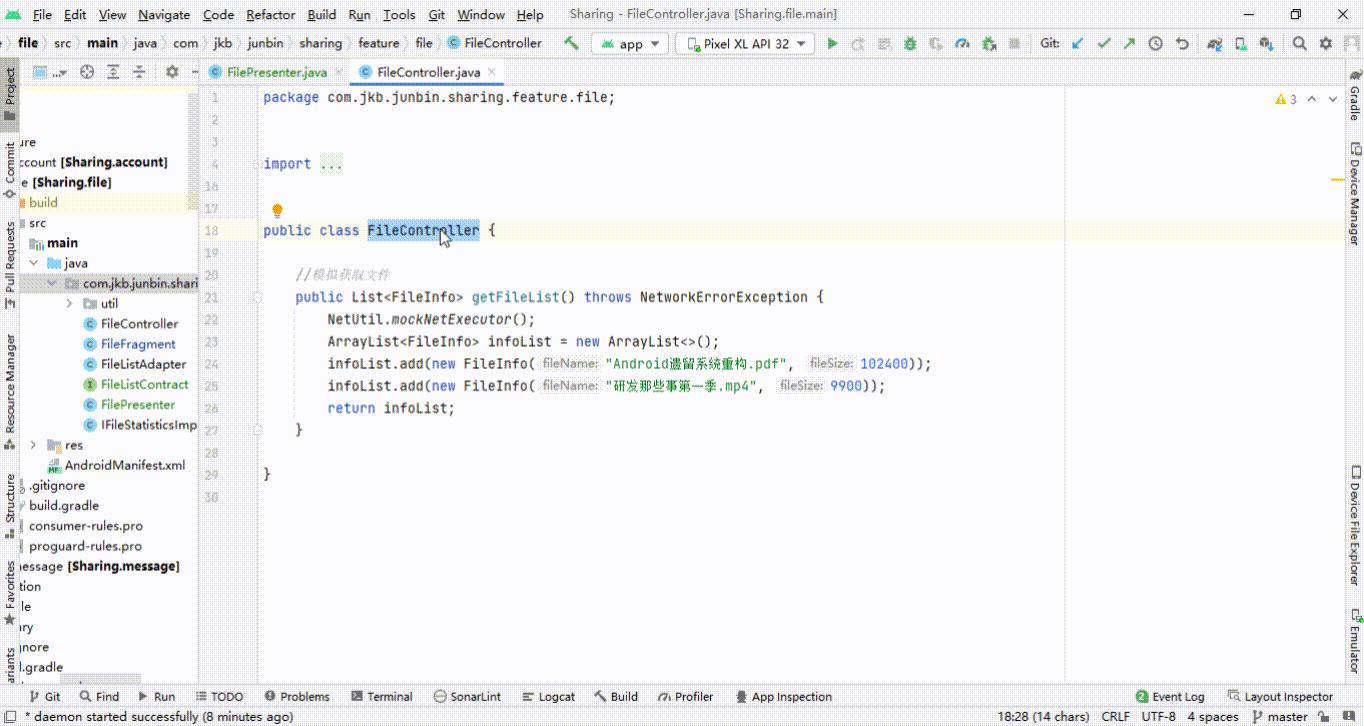 File Edit View Navigate Code Refactor Build Run Tools Git Window Help Sharing - FileController.java [Sharing.file.main]
file src main java com jkb junbin sharing feature file FileController app Pixel XL API 32 Git:
Project ... FilePresenter.java FileController.java Gradle
1 package com.jkb.junbin.sharing.feature.file; 3
2
ure 3
Commit ccount [Sharing.account] 4 import ... Device Manager
e [Sharing.file] 16
build 17
src 18 public class FileController {
Pull Requests main 19
java 20 //模拟获取文件
com.jkb.junbin.shari 21 public List<FileInfo> getFileList() throws NetworkErrorException {
util 22 NetUtil.mockNetExecutor();
FileController 23 ArrayList<FileInfo> infoList = new ArrayList<>();
FileFragment 24 infoList.add(new FileInfo( fileName: "Android遗留系统重构.pdf", fileSize: 102400));
Resource Manager FileListAdapter 25 infoList.add(new FileInfo( fileName: "研发那些事第一季.mp4", fileSize: 9900));
FileListContract 26 return infoList;
FilePresenter 27 }
IFileStatisticsImp 28
res 29 }
AndroidManifest.xml 30
Structure .gitignore Device File Explorer
build.gradle
consumer-rules.pro
proguard-rules.pro
Favorites essage [Sharing.message]
tion
le
ry Emulator
nore
ariants l.gradle
Git Find Run TODO Problems Terminal SonarLint Logcat Build Profiler App Inspection 2 Event Log Layout Inspector
* daemon started successfully (8 minutes ago) 18:28 (14 chars) CRLF UTF-8 4 spaces master